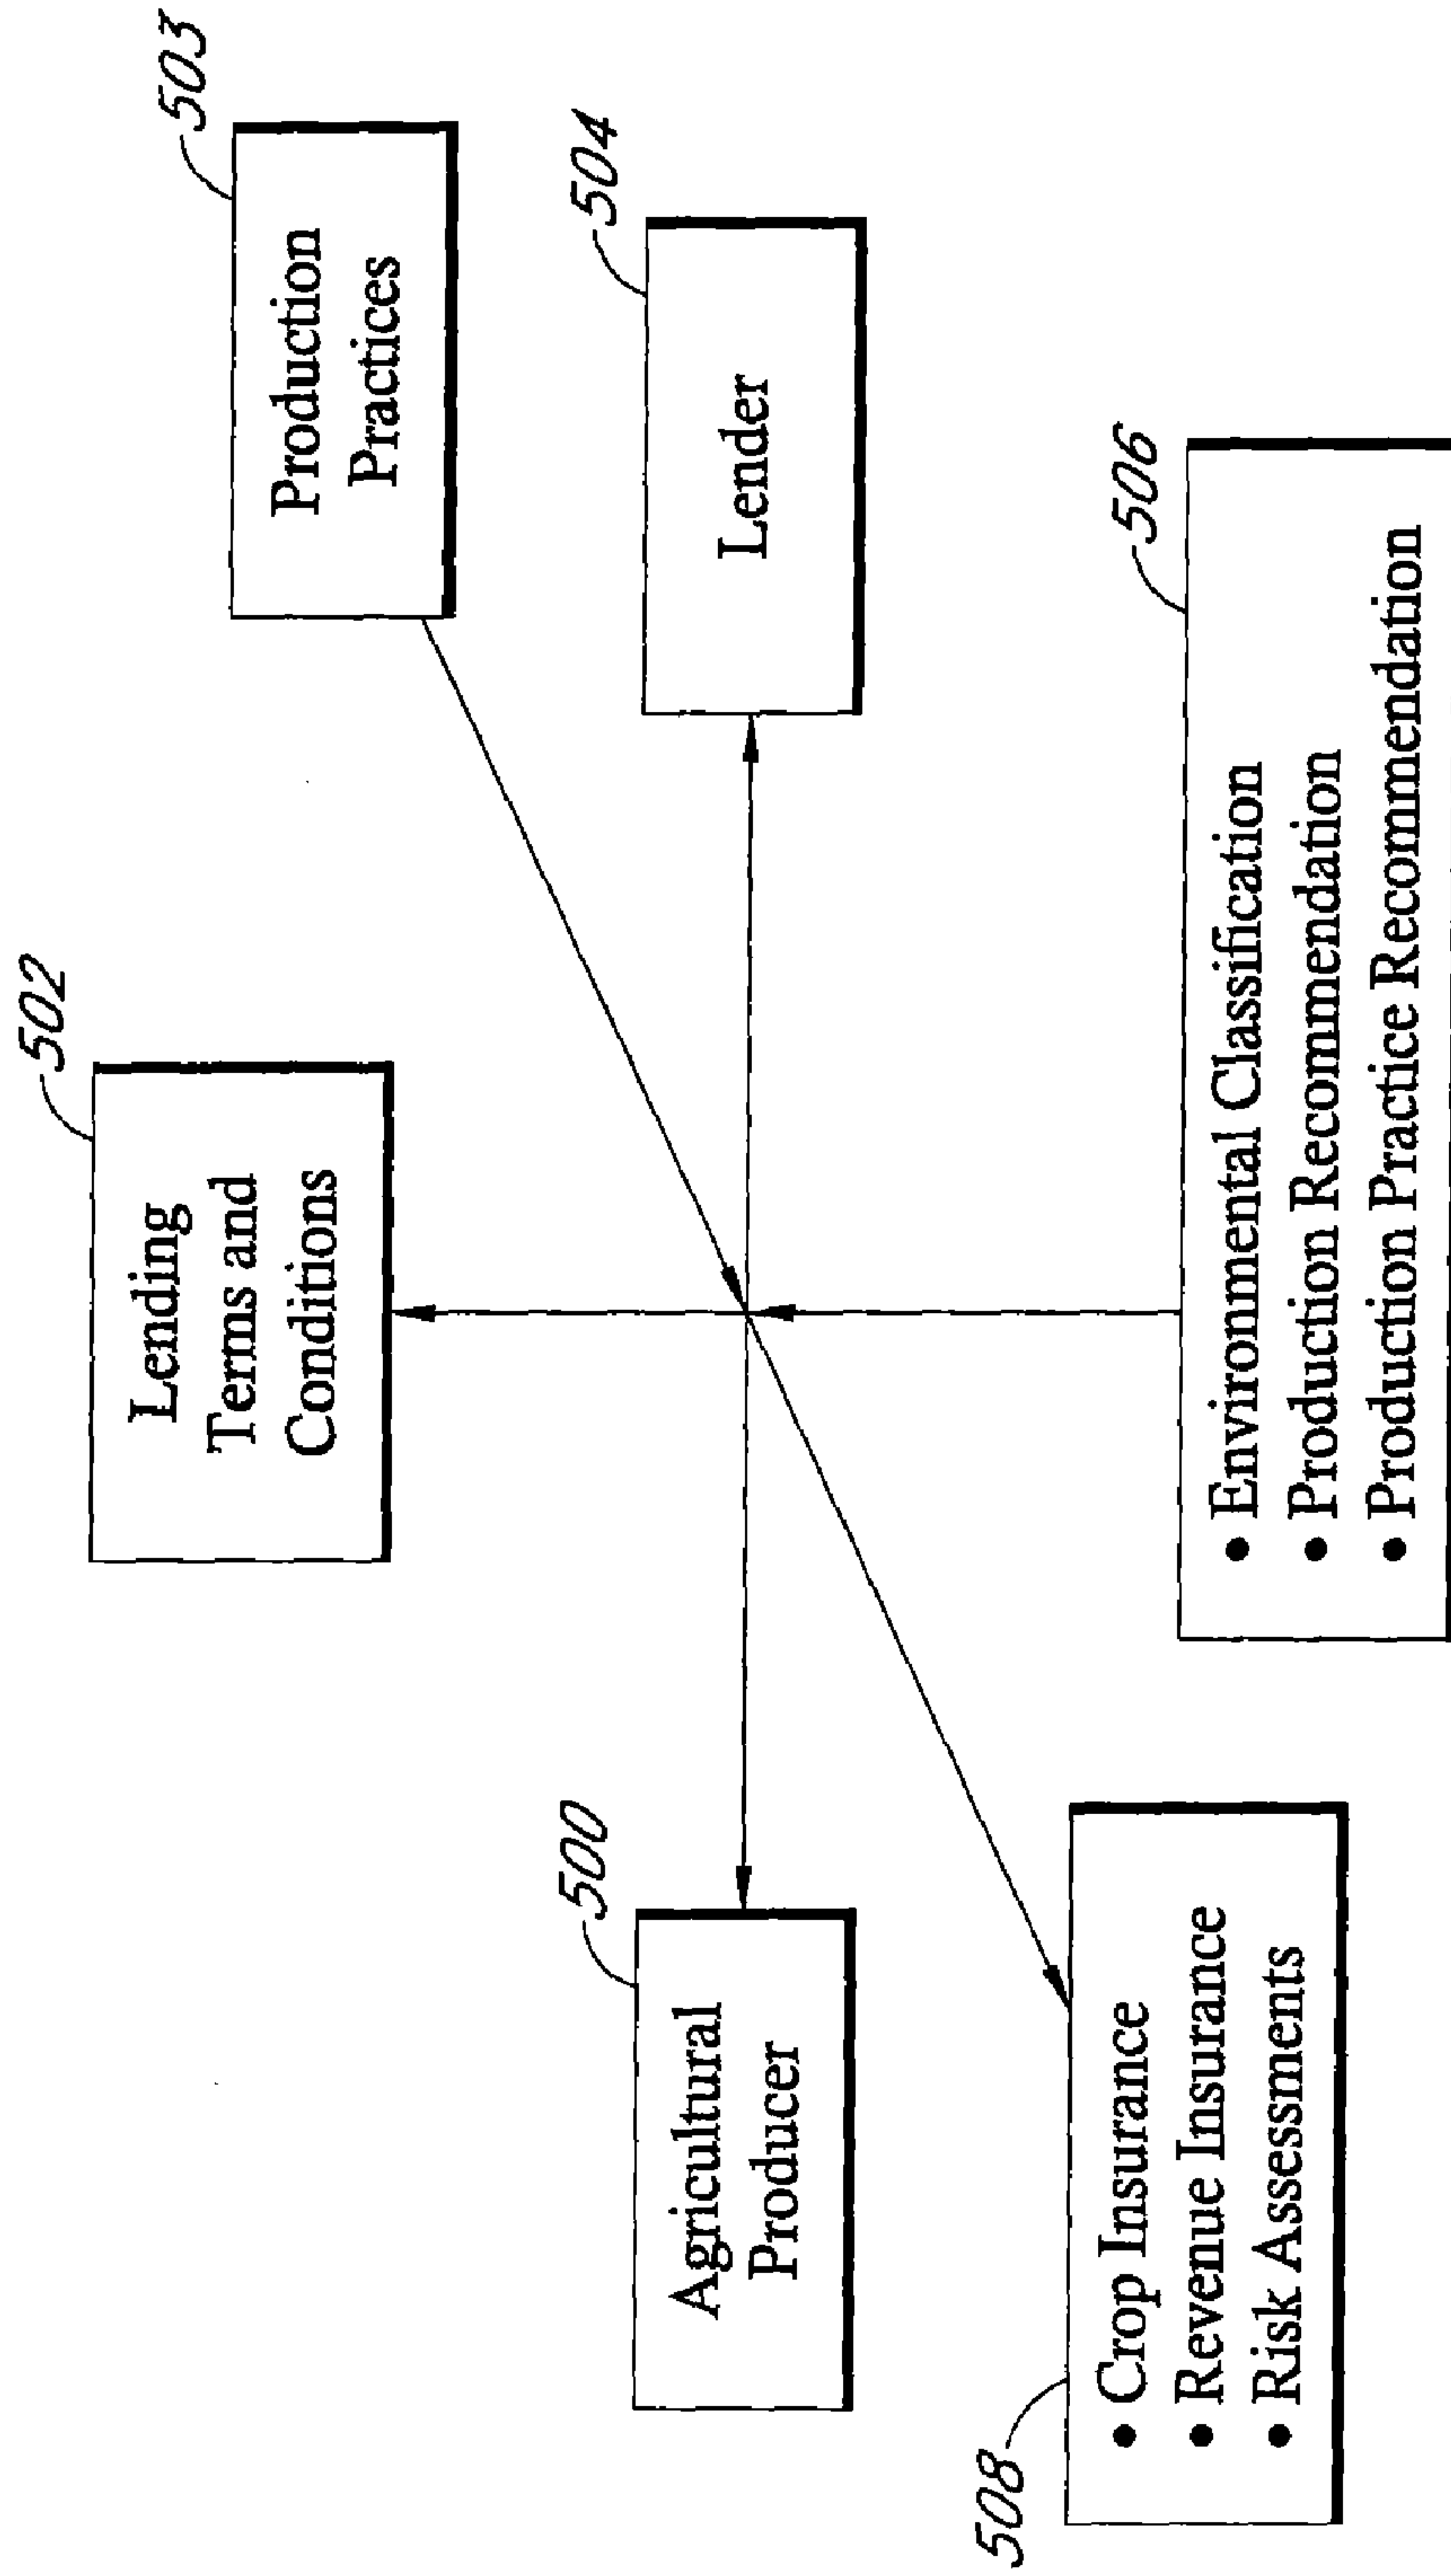 502
Lending
Terms and
Conditions
503
Production
Practices
500
Agricultural
Producer
504
Lender
508
• Crop Insurance
• Revenue Insurance
• Risk Assessments
506
• Environmental Classification
• Production Recommendation
• Production Practice Recommendation